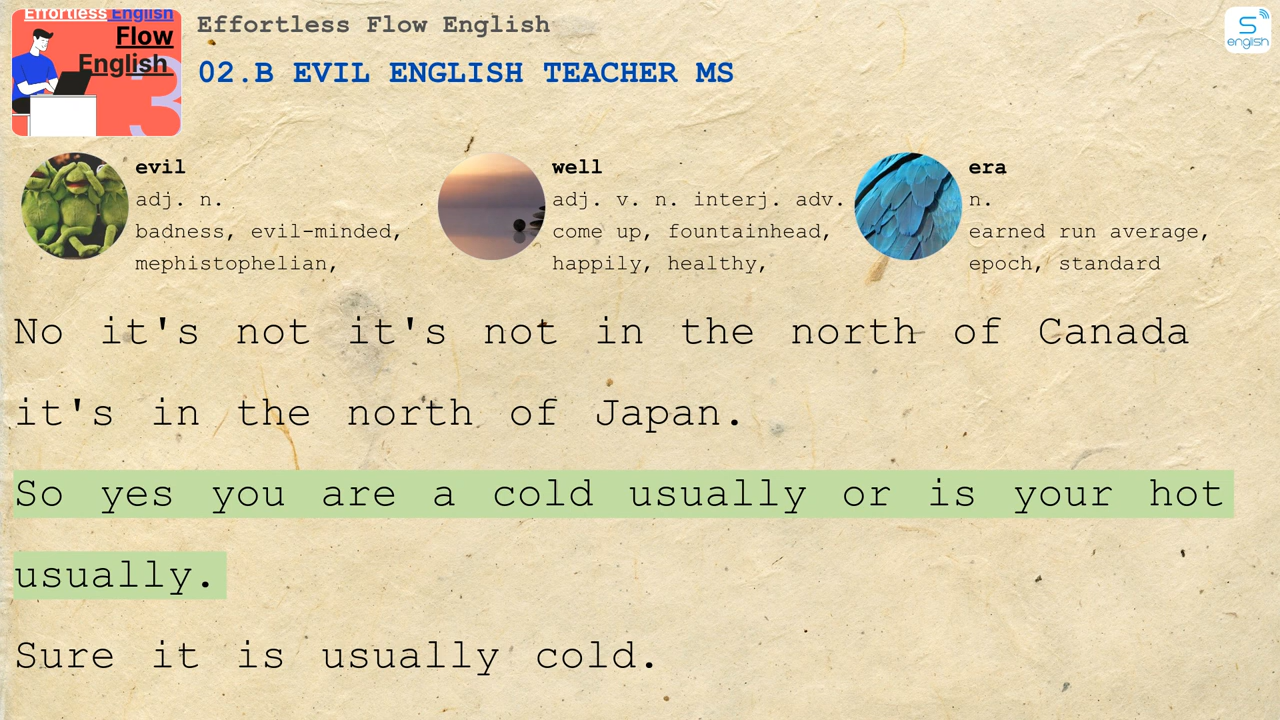 Effortless English
Flow
English
3
Effortless Flow English
02.B EVIL ENGLISH TEACHER MS
S
english
evil
adj. n.
badness, evil-minded,
mephistophelian,
well
adj. v. n. interj. adv.
come up, fountainhead,
happily, healthy,
era
n.
earned run average,
epoch, standard
No it's not it's not in the north of Canada
it's in the north of Japan.
So yes you are a cold usually or is your hot
usually.
Sure it is usually cold.